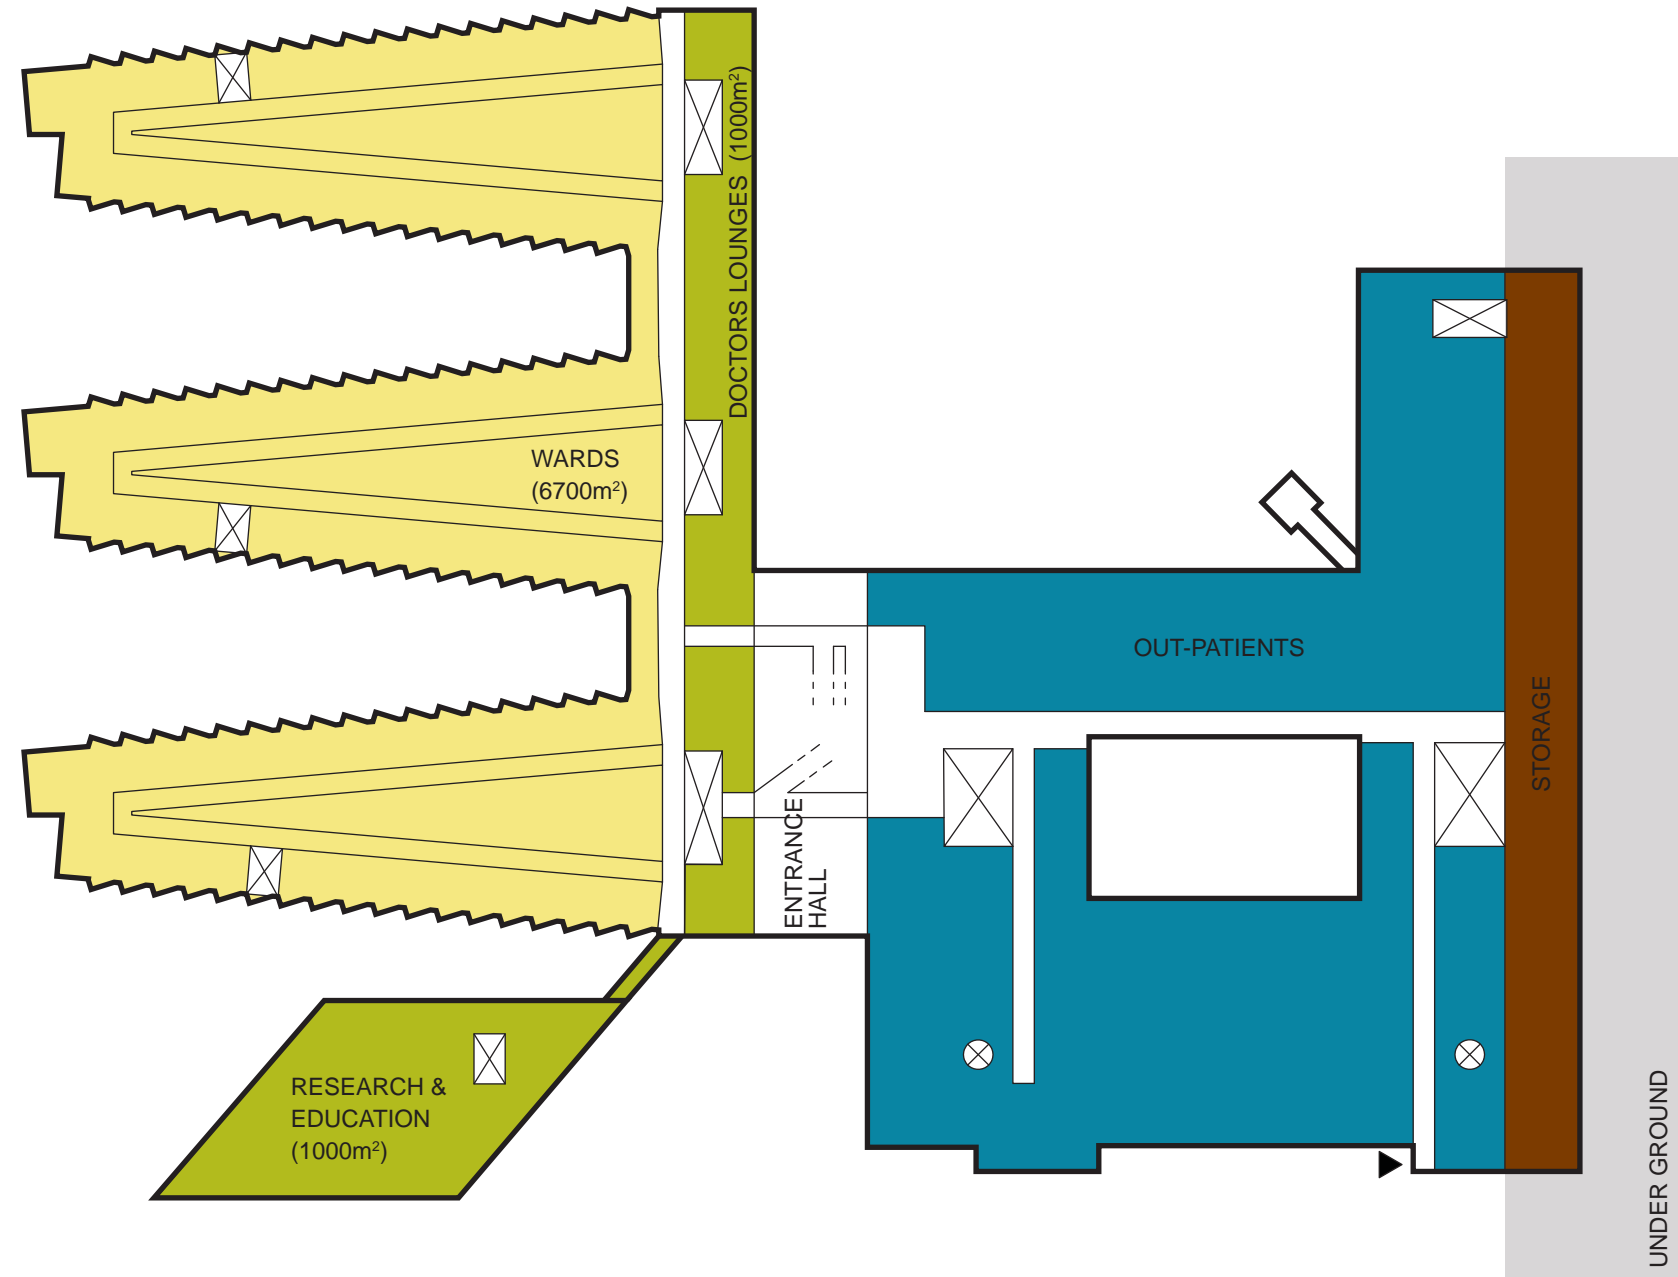 DOCTORS LOUNGES (1000m²)
WARDS
(6700m²)
OUT-PATIENTS
STORAGE
ENTRANCE
HALL
RESEARCH &
EDUCATION
(1000m²)
UNDER GROUND